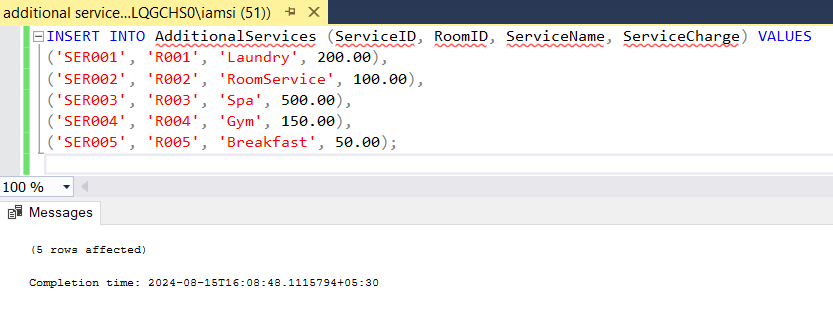 additional service...LQGCHS0\iamsi (51))
INSERT INTO AdditionalServices (ServiceID, RoomID, ServiceName, ServiceCharge) VALUES
('SER001', 'R001', 'Laundry', 200.00),
('SER002', 'R002', 'RoomService', 100.00),
('SER003', 'R003', 'Spa', 500.00),
('SER004', 'R004', 'Gym', 150.00),
('SER005', 'R005', 'Breakfast', 50.00);
100 %
Messages
(5 rows affected)
Completion time: 2024-08-15T16:08:48.1115794+05:30